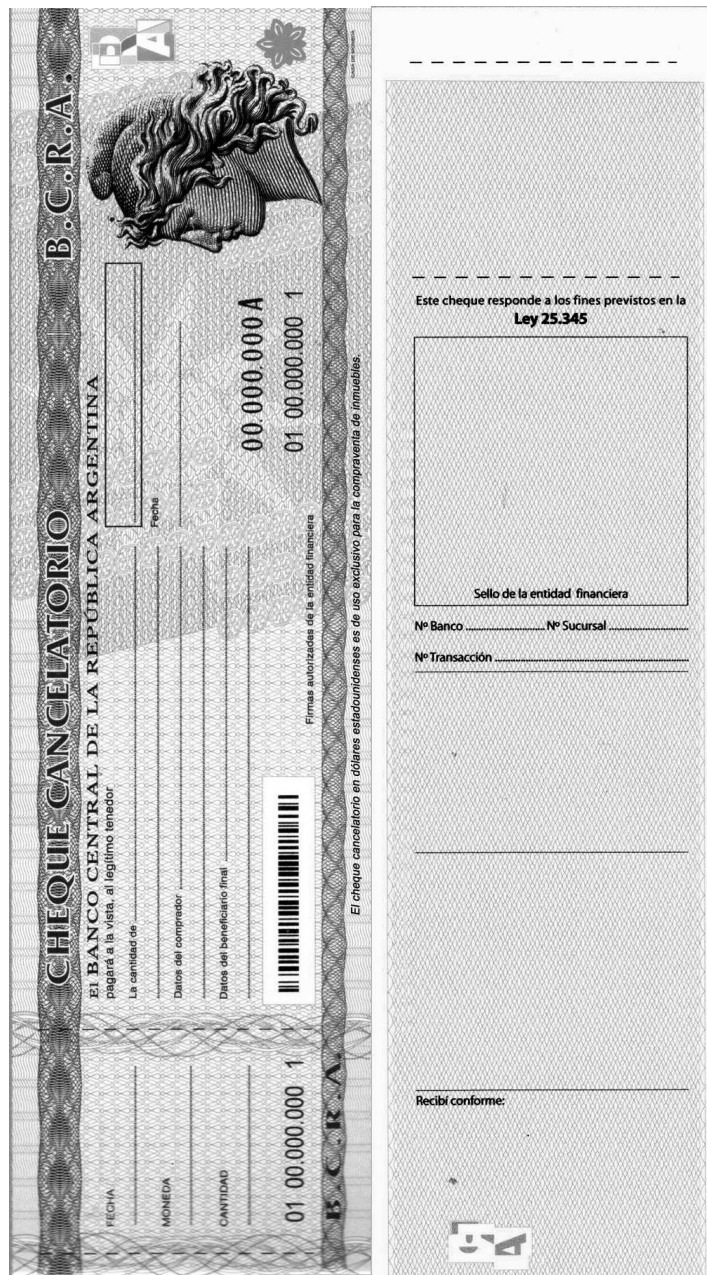 CHEQUE CANCELATORIO B.C.R.A.
El BANCO CENTRAL DE LA REPÚBLICA ARGENTINA
pagará a la vista, al legítimo tenedor
La cantidad de
Fecha
Datos del comprador
Datos del beneficiario final
00.000.000 A
01 00.000.000 1
Firmas autorizadas de la entidad financiera
El cheque cancelatorio en dólares estadounidenses es de uso exclusivo para la compraventa de inmuebles.
CASA DE MONEDA
FECHA
MONEDA
CANTIDAD
01 00.000.000 1
B.C.R.A.
RA
Este cheque responde a los fines previstos en la
Ley 25.345
Sello de la entidad financiera
Nº Banco Nº Sucursal
Nº Transacción
Recibí conforme: